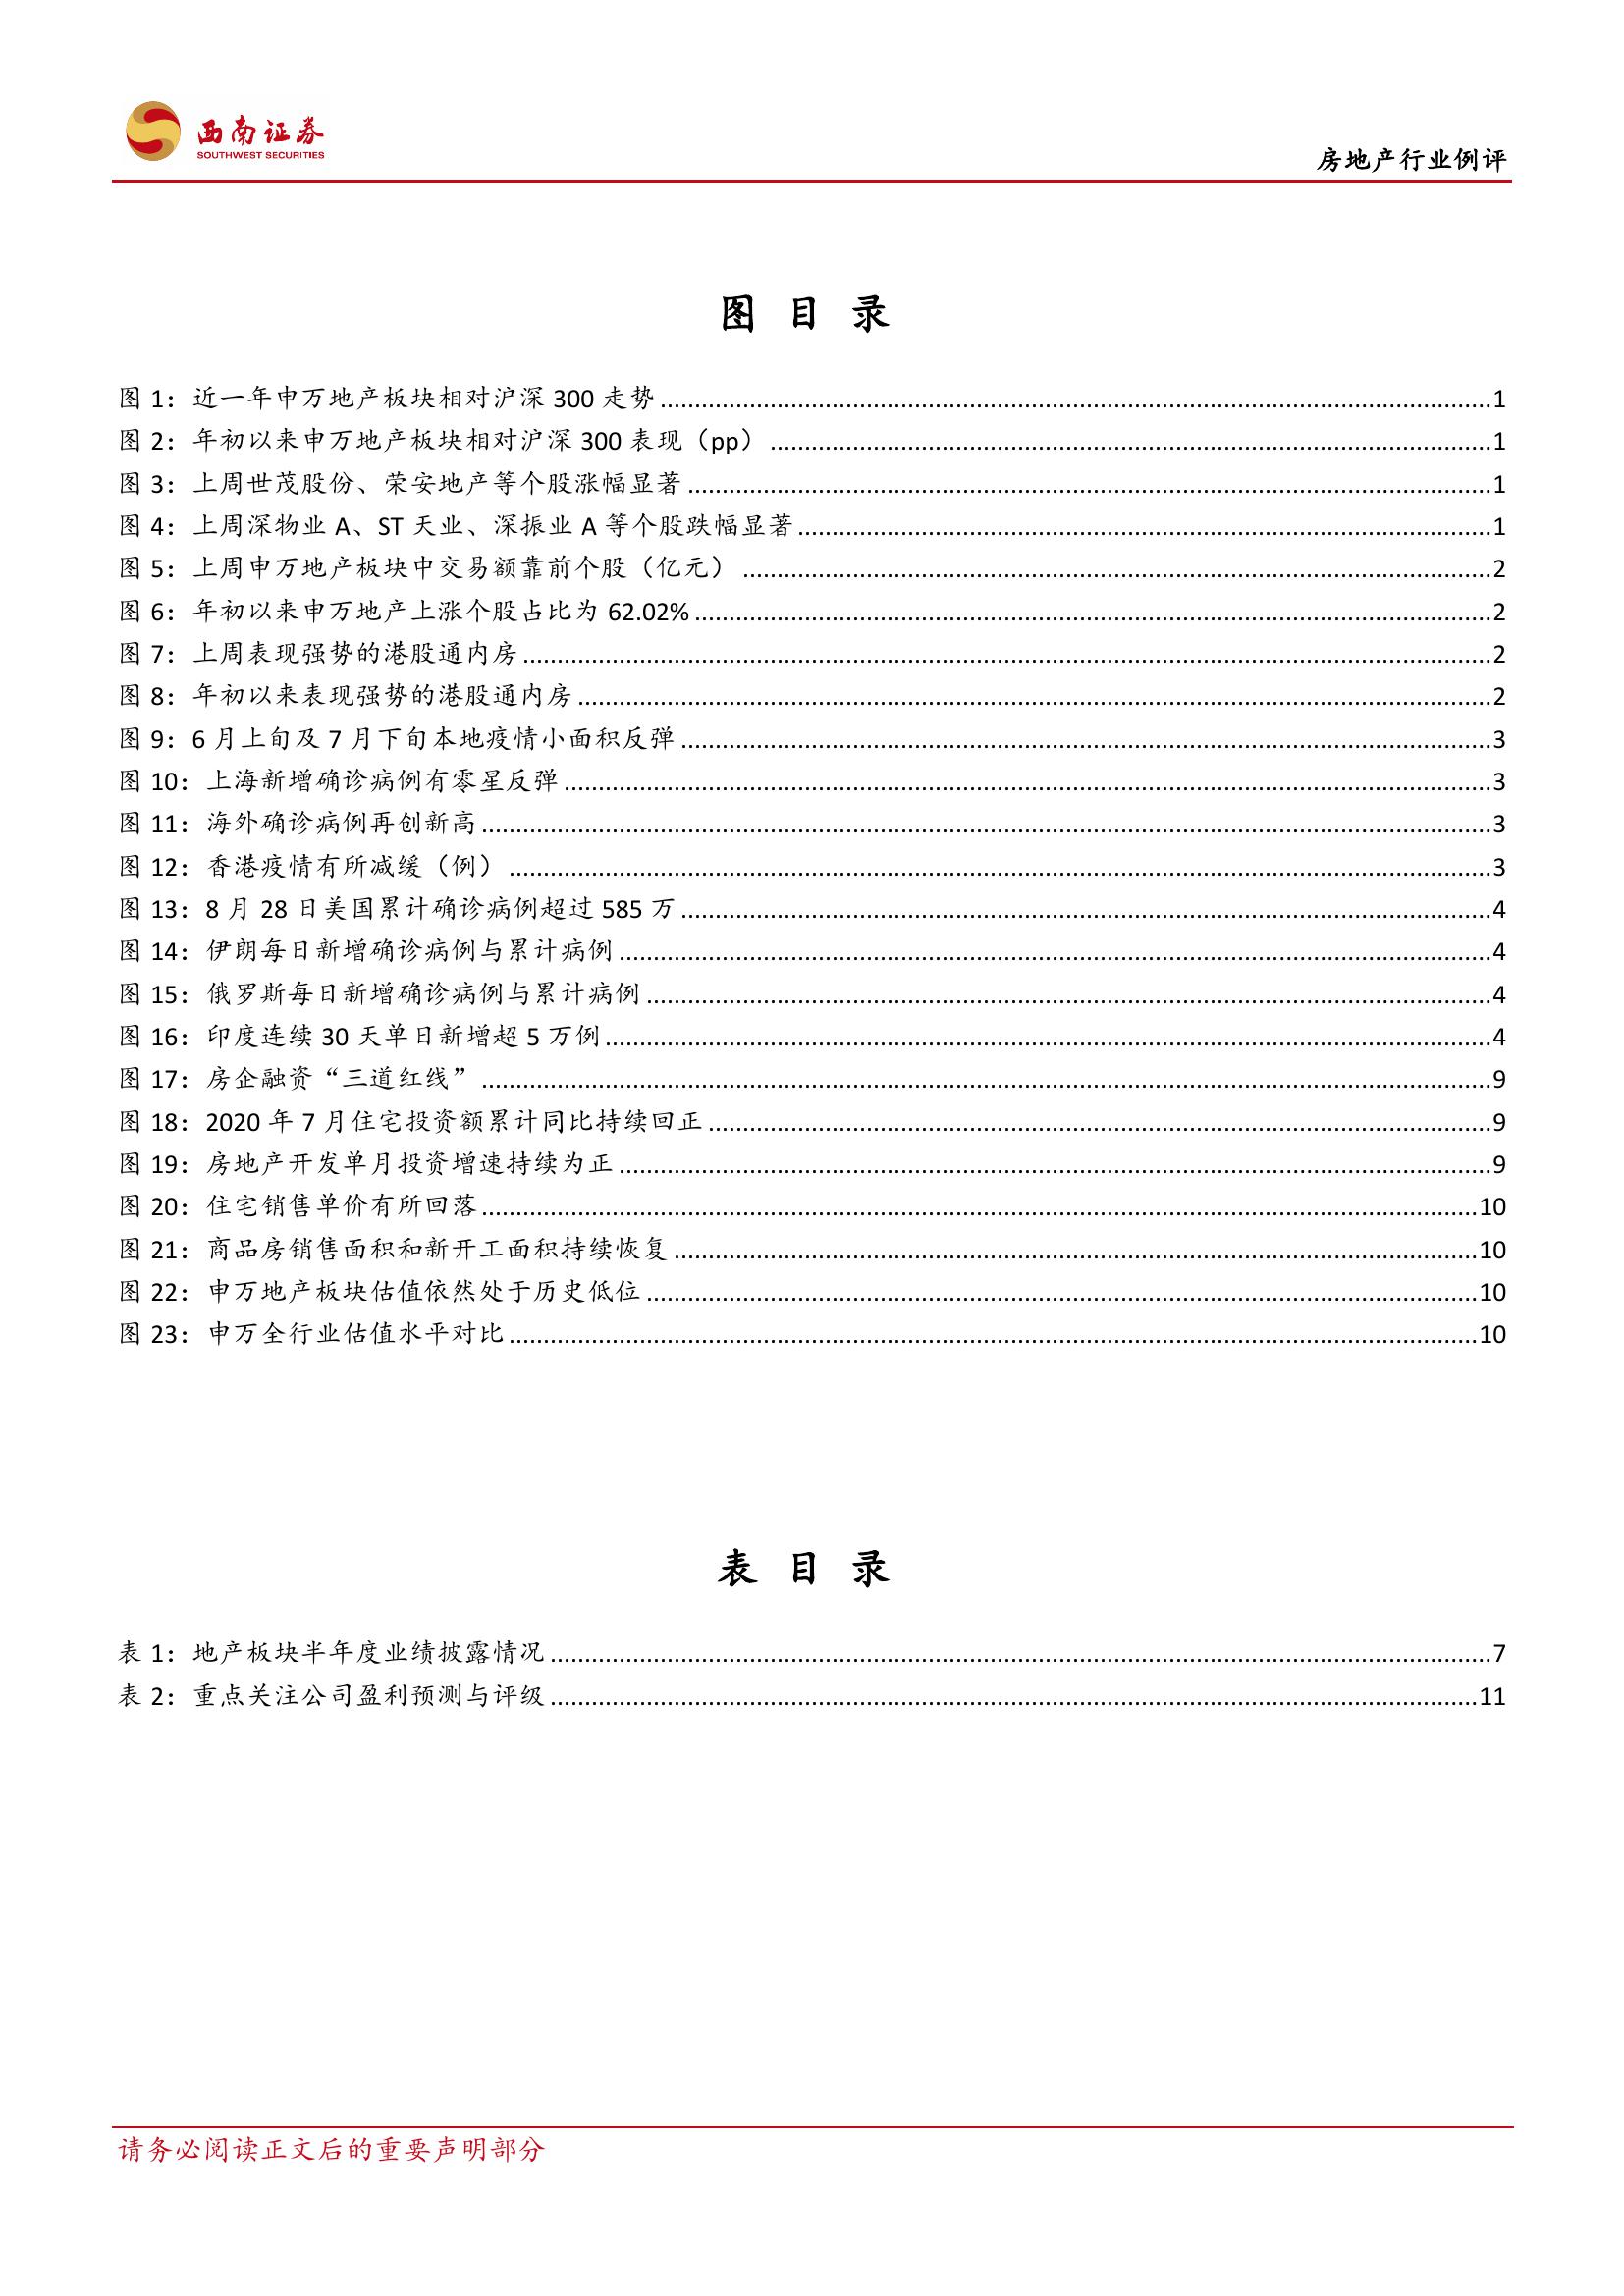 西南证券
SOUTHWEST SECURITIES
房地产行业例评
图 目 录
图 1：近一年申万地产板块相对沪深 300 走势.....1
图 2：年初以来申万地产板块相对沪深 300 表现（pp）.....1
图 3：上周世茂股份、荣安地产等个股涨幅显著.....1
图 4：上周深物业 A、ST 天业、深振业 A 等个股跌幅显著.....1
图 5：上周申万地产板块中交易额靠前个股（亿元）.....2
图 6：年初以来申万地产上涨个股占比为 62.02%.....2
图 7：上周表现强势的港股通内房.....2
图 8：年初以来表现强势的港股通内房.....2
图 9：6 月上旬及 7 月下旬本地疫情小面积反弹.....3
图 10：上海新增确诊病例有零星反弹.....3
图 11：海外确诊病例再创新高.....3
图 12：香港疫情有所减缓（例）.....3
图 13：8 月 28 日美国累计确诊病例超过 585 万.....4
图 14：伊朗每日新增确诊病例与累计病例.....4
图 15：俄罗斯每日新增确诊病例与累计病例.....4
图 16：印度连续 30 天单日新增超 5 万例.....4
图 17：房企融资“三道红线”.....9
图 18：2020 年 7 月住宅投资额累计同比持续回正.....9
图 19：房地产开发单月投资增速持续为正.....9
图 20：住宅销售单价有所回落.....10
图 21：商品房销售面积和新开工面积持续恢复.....10
图 22：申万地产板块估值依然处于历史低位.....10
图 23：申万全行业估值水平对比.....10
表 目 录
表 1：地产板块半年度业绩披露情况.....7
表 2：重点关注公司盈利预测与评级.....11
请务必阅读正文后的重要声明部分